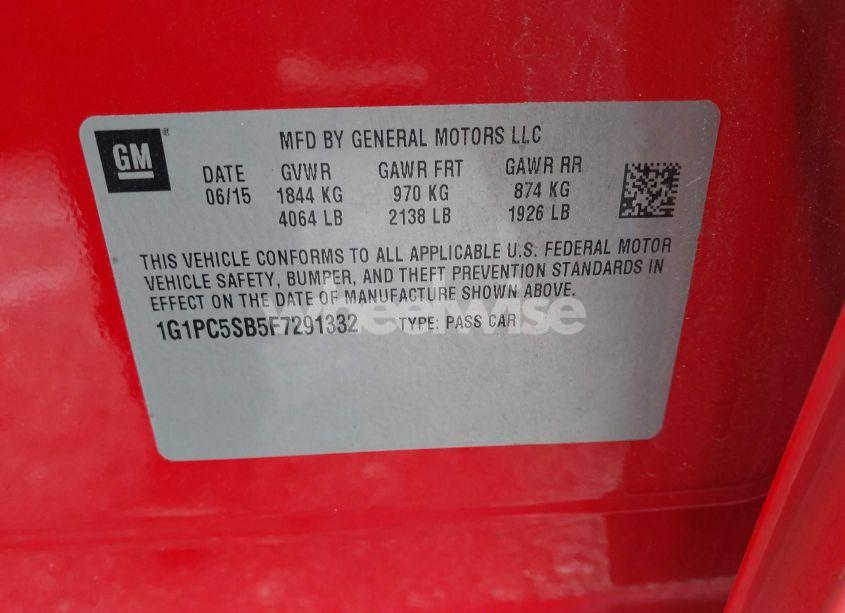 GM
MFD BY GENERAL MOTORS LLC
DATE GVWR GAWR FRT GAWR RR
06/15 1844 KG 970 KG 874 KG
4064 LB 2138 LB 1926 LB
THIS VEHICLE CONFORMS TO ALL APPLICABLE U.S. FEDERAL MOTOR
VEHICLE SAFETY, BUMPER, AND THEFT PREVENTION STANDARDS IN
EFFECT ON THE DATE OF MANUFACTURE SHOWN ABOVE.
wheelwise
1G1PC5SB5F7291332 TYPE: PASS CAR